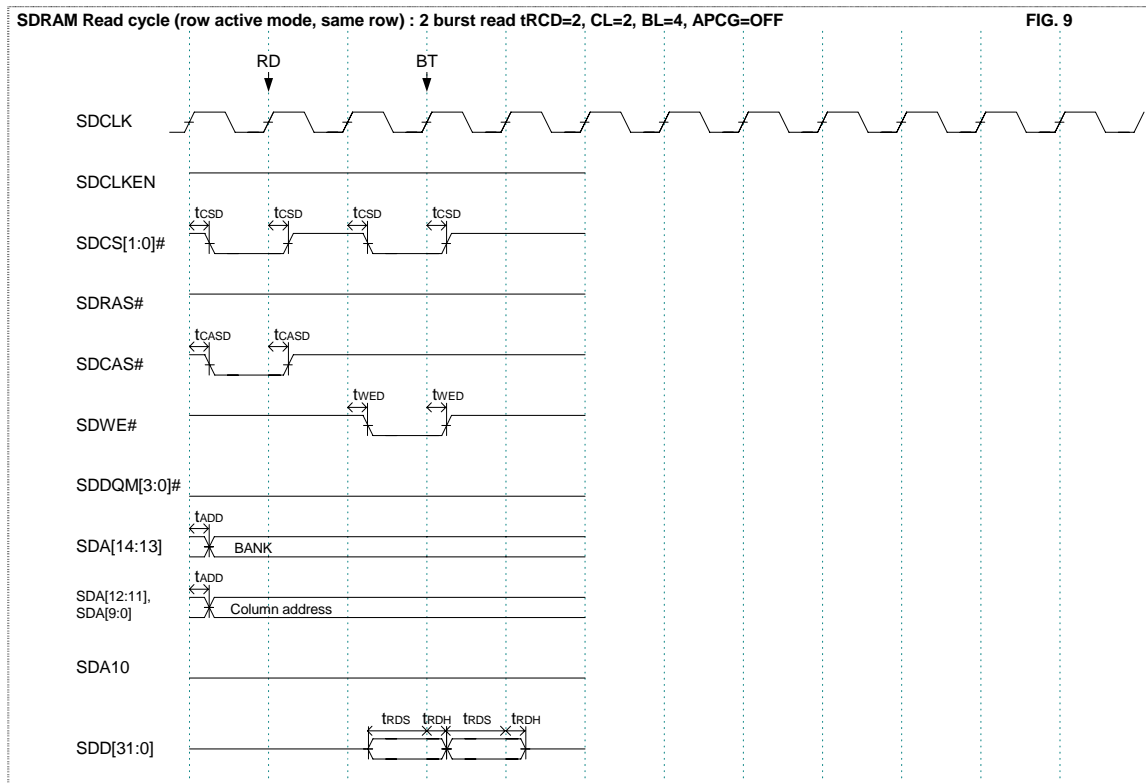 SDRAM Read cycle (row active mode, same row) : 2 burst read tRCD=2, CL=2, BL=4, APCG=OFF FIG. 9
RD BT
SDCLK
SDCLKEN
tCSD tCSD tCSD tCSD
SDCS[1:0]#
SDRAS#
tCASD tCASD
SDCAS#
tWED tWED
SDWE#
SDDQM[3:0]#
tADD
SDA[14:13] BANK
tADD
SDA[12:11],
SDA[9:0] Column address
SDA10
tRDS tRDH tRDS tRDH
SDD[31:0]